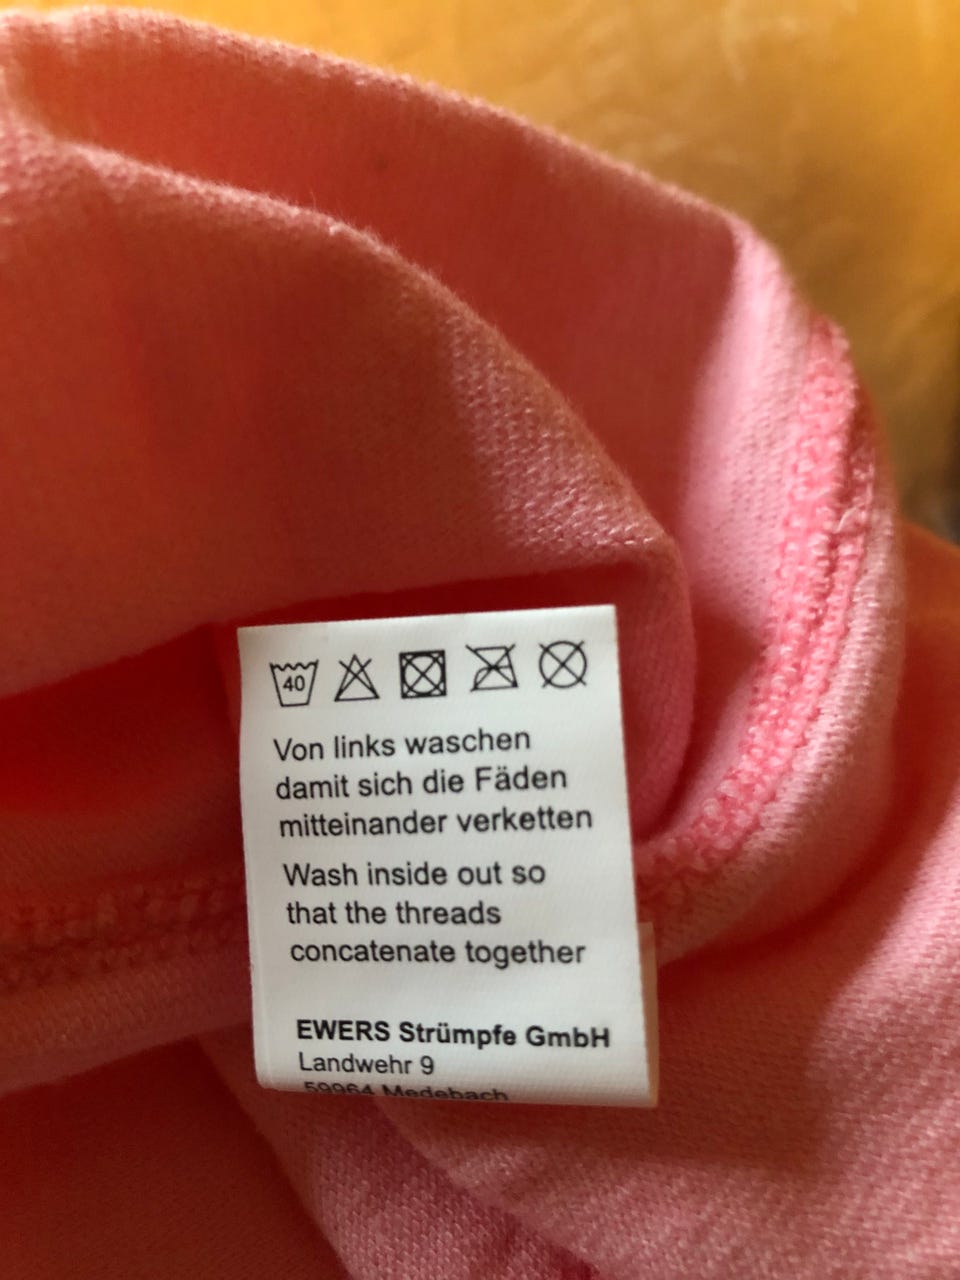 40
Von links waschen
damit sich die Fäden
mitteinander verketten
Wash inside out so
that the threads
concatenate together
EWERS Strümpfe GmbH
Landwehr 9
59964 Medebach